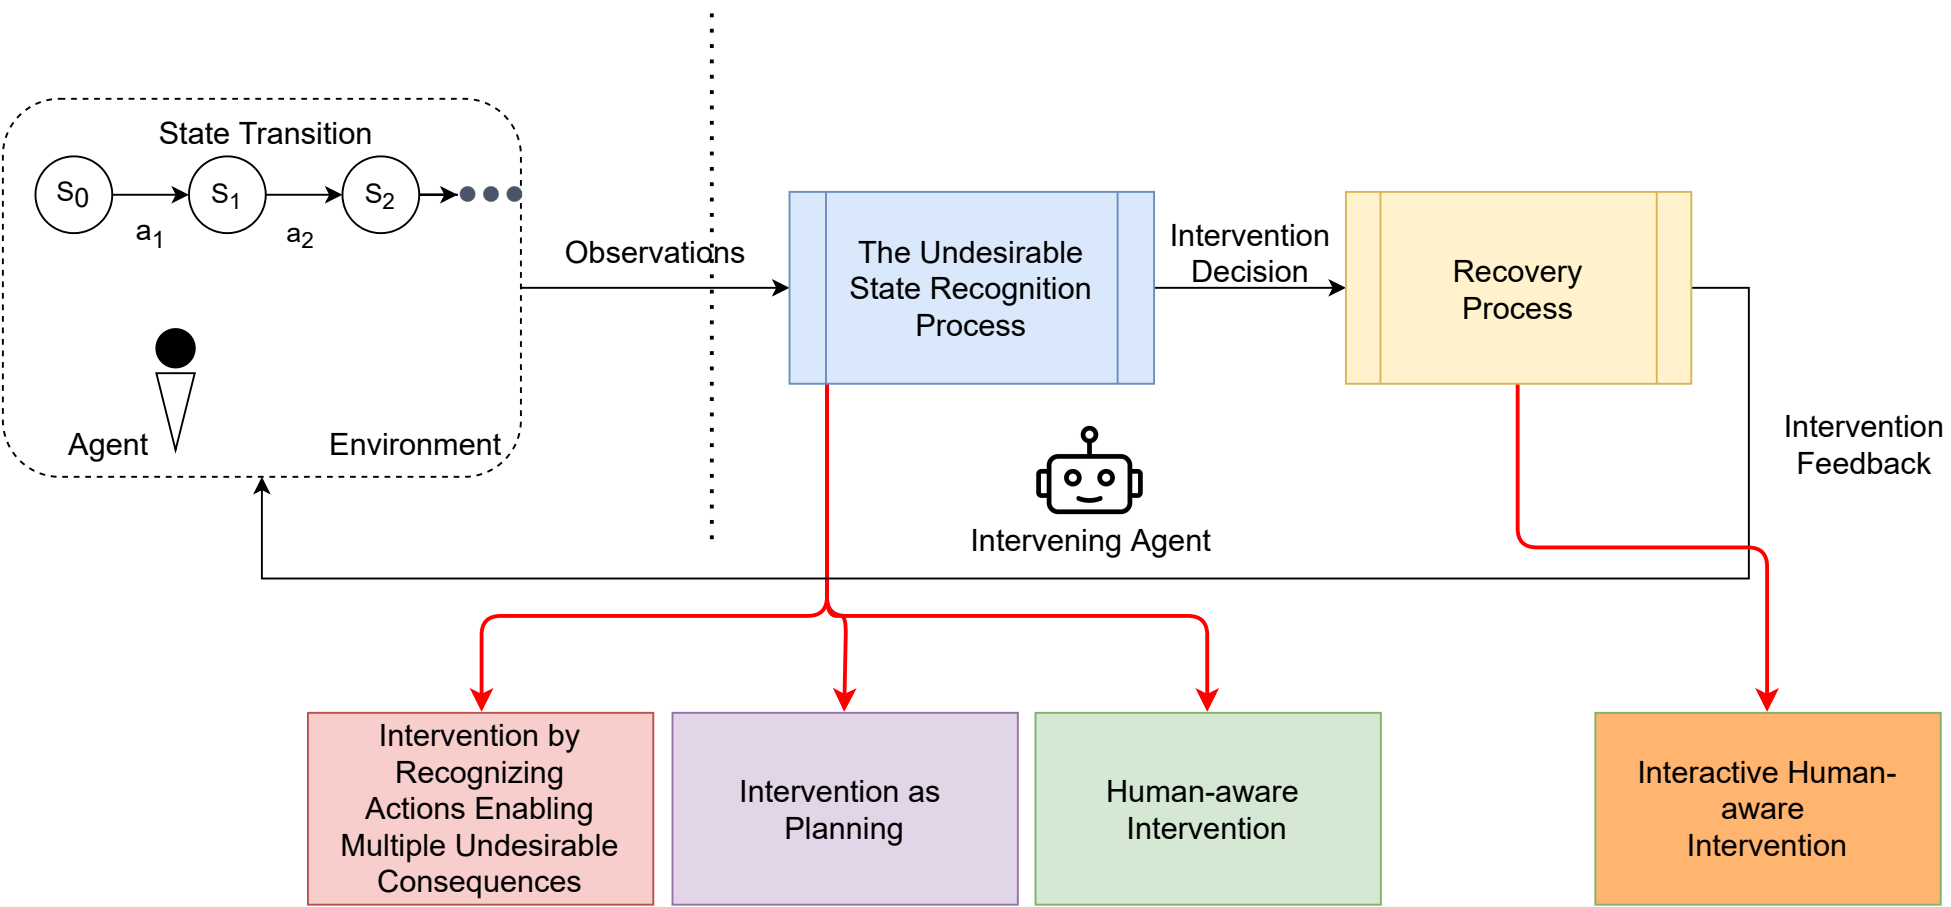 State Transition
S0
S1
S2
a1
a2
Agent
Environment
Observations
The Undesirable
State Recognition
Process
Intervention
Decision
Recovery
Process
Intervention
Feedback
Intervening Agent
Intervention by
Recognizing
Actions Enabling
Multiple Undesirable
Consequences
Intervention as
Planning
Human-aware
Intervention
Interactive Human-
aware
Intervention